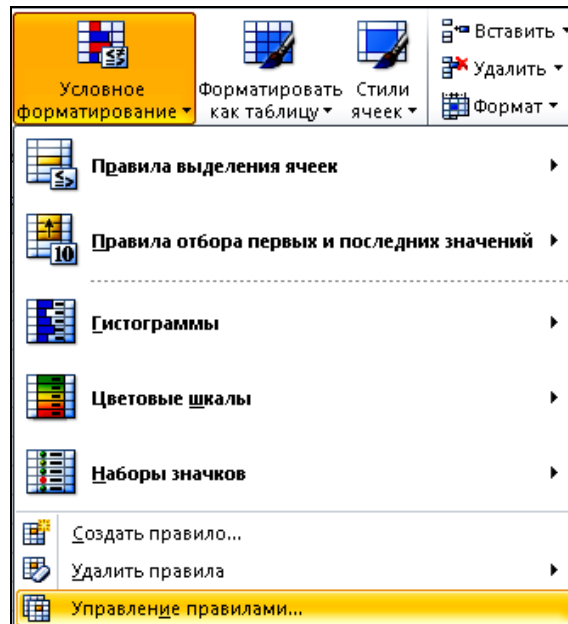 Условное форматирование
Форматировать как таблицу
Стили ячеек
Вставить
Удалить
Формат
Правила выделения ячеек
10
Правила отбора первых и последних значений
Гистограммы
Цветовые шкалы
Наборы значков
Создать правило...
Удалить правила
Управление правилами...